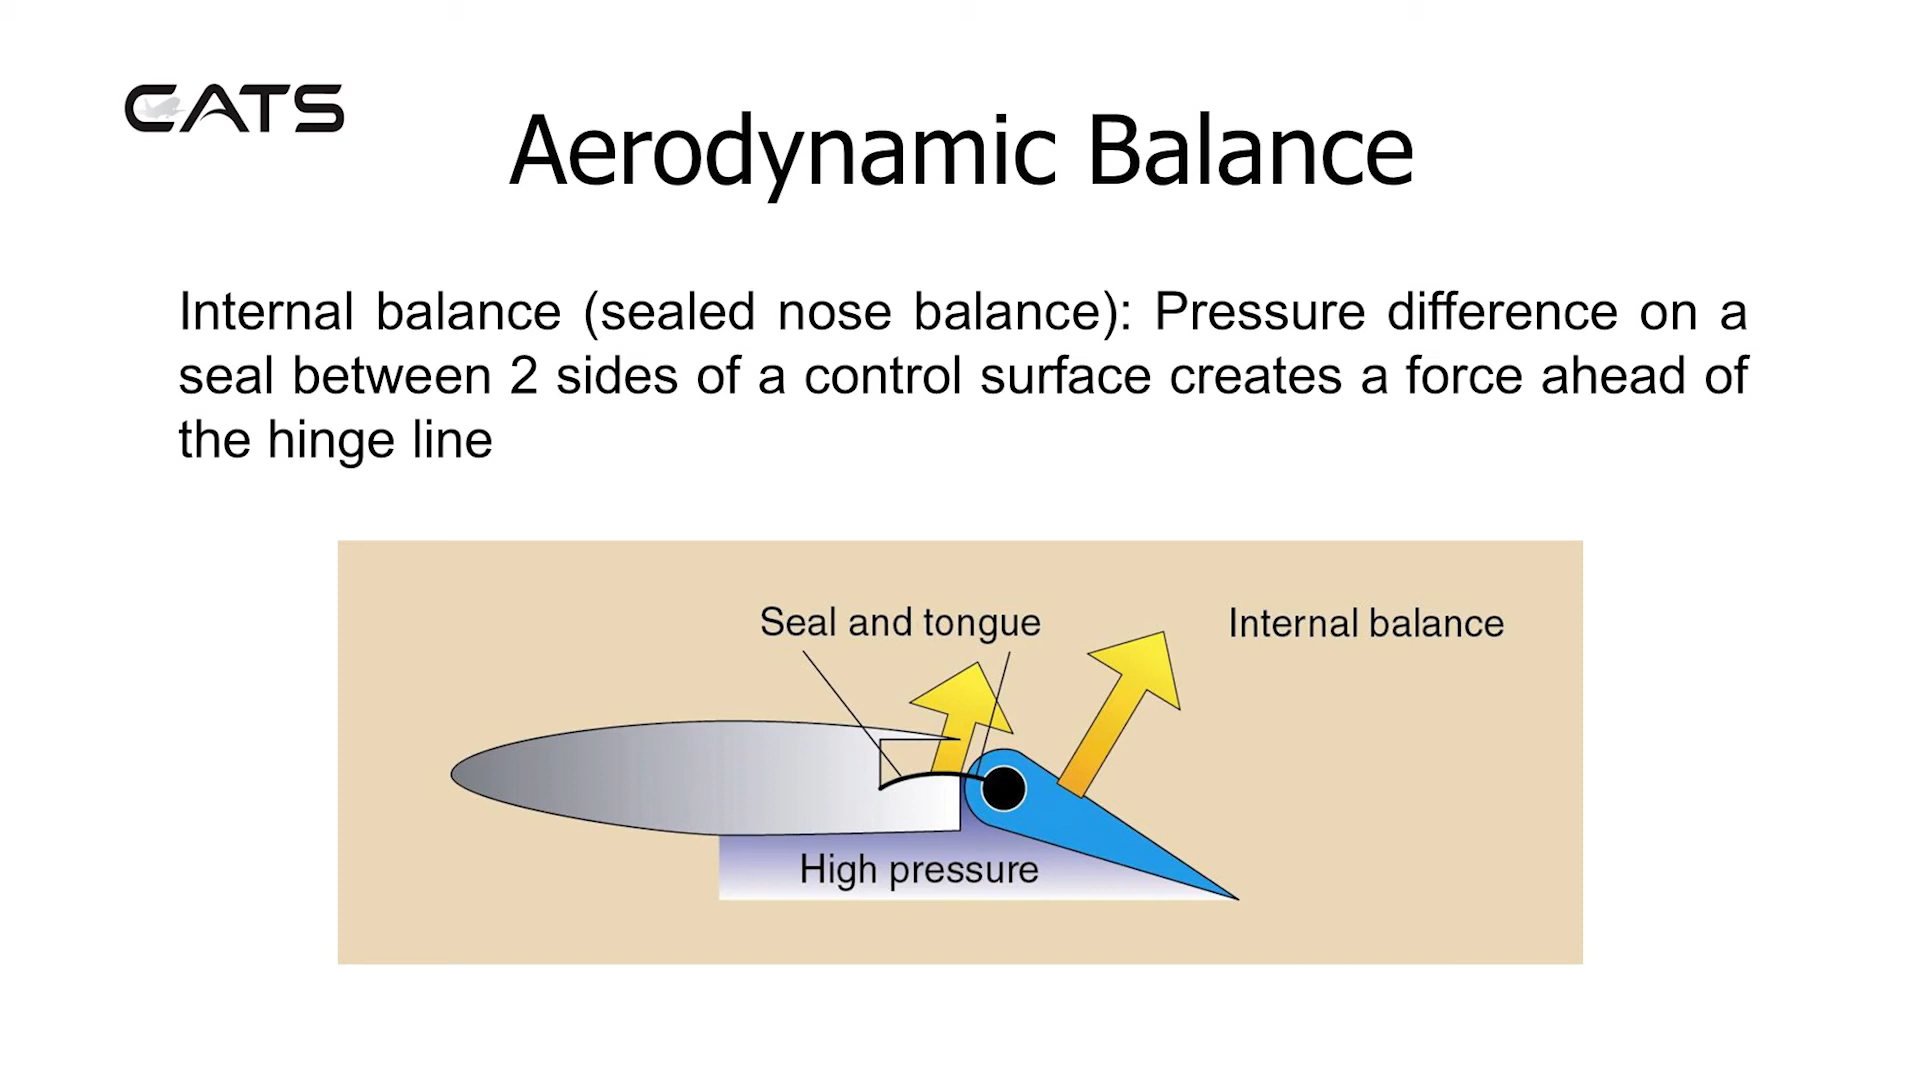 CATS
Aerodynamic Balance
Internal balance (sealed nose balance): Pressure difference on a
seal between 2 sides of a control surface creates a force ahead of
the hinge line
Seal and tongue
Internal balance
High pressure